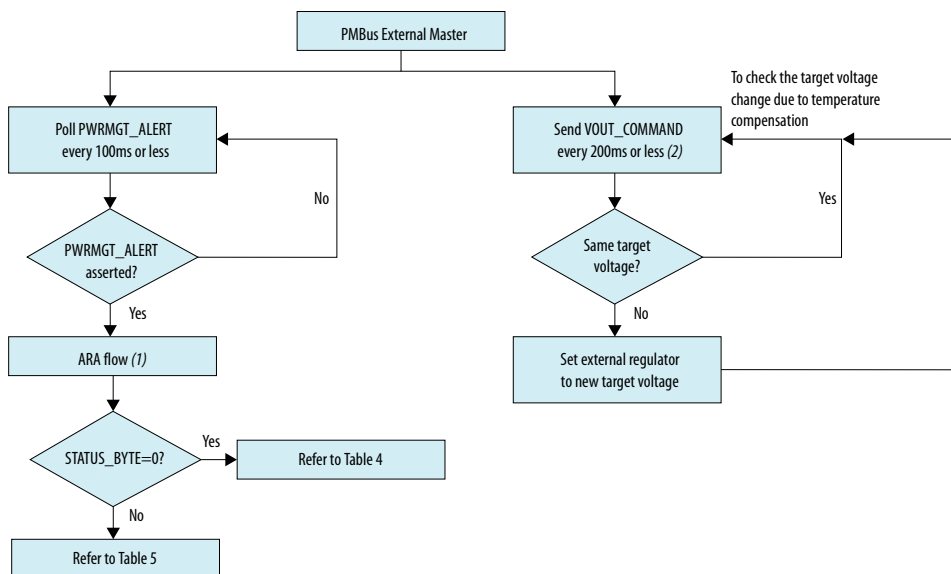 PMBus External Master
To check the target voltage
change due to temperature
compensation
Poll PWRMGT_ALERT
every 100ms or less
No
PWRMGT_ALERT
asserted?
Yes
ARA flow (1)
STATUS_BYTE=0?
Yes
Refer to Table 4
No
Refer to Table 5
Send VOUT_COMMAND
every 200ms or less (2)
Yes
Same target
voltage?
No
Set external regulator
to new target voltage